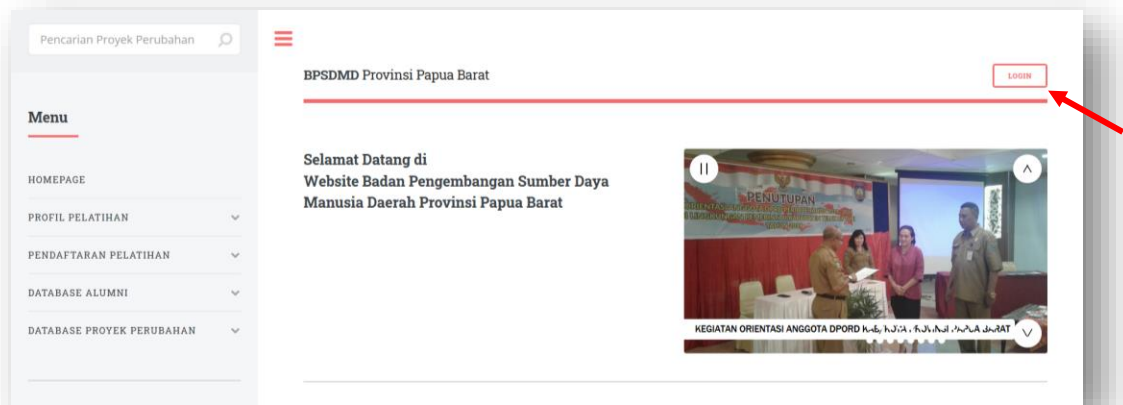 Pencarian Proyek Perubahan
Menu
HOMEPAGE
PROFIL PELATIHAN
PENDAFTARAN PELATIHAN
DATABASE ALUMNI
DATABASE PROYEK PERUBAHAN
BPSDMD Provinsi Papua Barat
LOGIN
Selamat Datang di
Website Badan Pengembangan Sumber Daya
Manusia Daerah Provinsi Papua Barat
PENUTUPAN
KEGIATAN ORIENTASI ANGGOTA DPORD